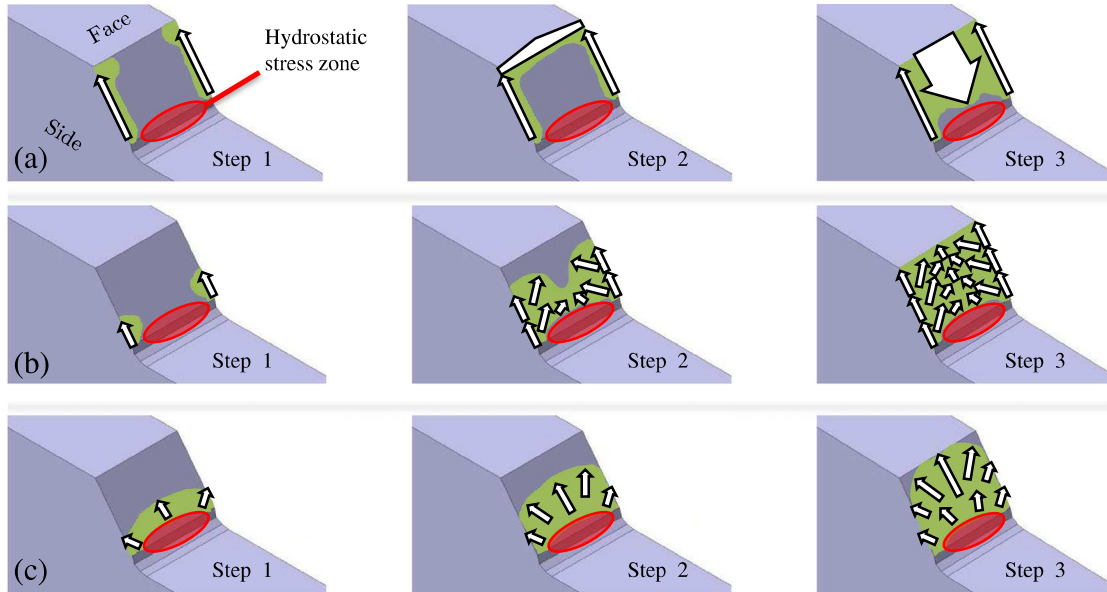 Face
Hydrostatic
stress zone
Side
(a)
Step 1
Step 2
Step 3
(b)
Step 1
Step 2
Step 3
(c)
Step 1
Step 2
Step 3